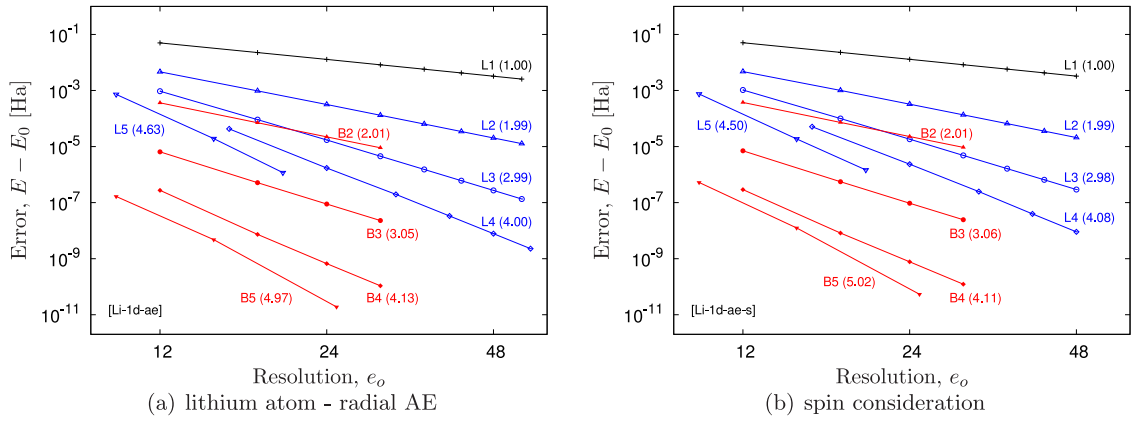 10^-1
10^-3
10^-5
10^-7
10^-9
10^-11
Error, E − E_0 [Ha]
L1 (1.00)
L2 (1.99)
B2 (2.01)
L5 (4.63)
L3 (2.99)
L4 (4.00)
B3 (3.05)
B5 (4.97)
B4 (4.13)
[Li-1d-ae]
12
24
48
Resolution, e_o
(a) lithium atom - radial AE
10^-1
10^-3
10^-5
10^-7
10^-9
10^-11
Error, E − E_0 [Ha]
L1 (1.00)
L2 (1.99)
B2 (2.01)
L5 (4.50)
L3 (2.98)
L4 (4.08)
B3 (3.06)
B5 (5.02)
B4 (4.11)
[Li-1d-ae-s]
12
24
48
Resolution, e_o
(b) spin consideration